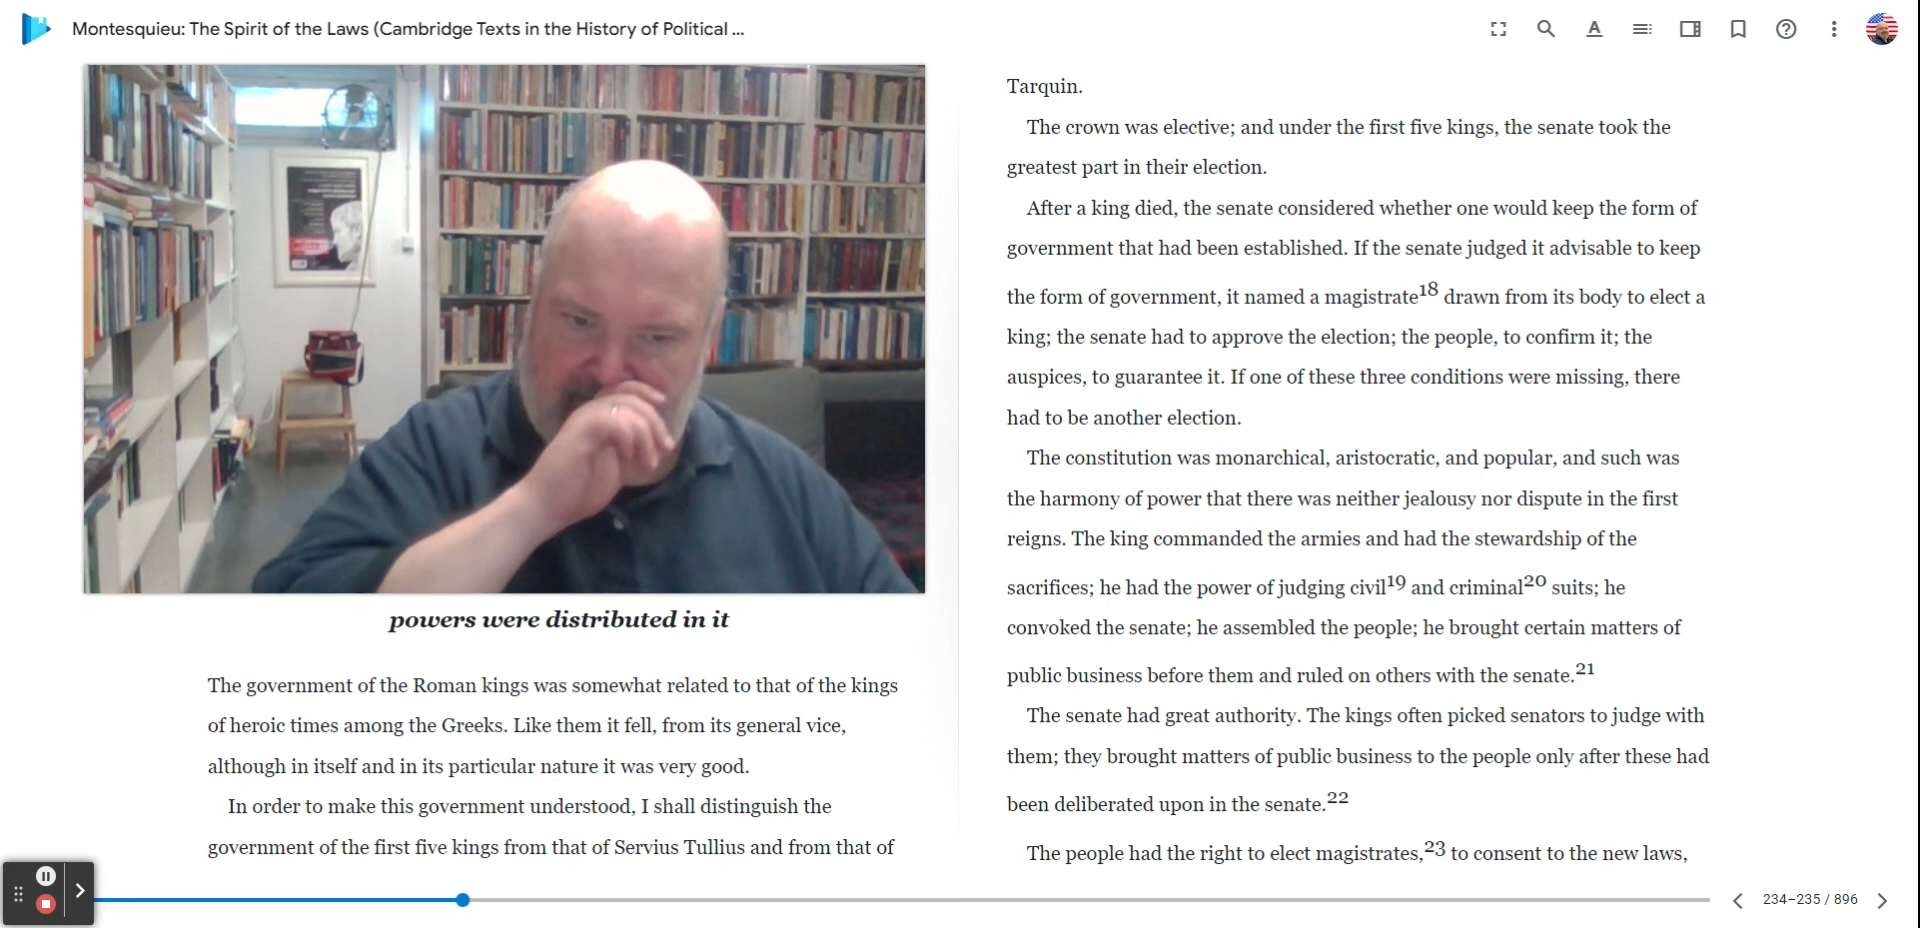 Montesquieu: The Spirit of the Laws (Cambridge Texts in the History of Political ...
powers were distributed in it
The government of the Roman kings was somewhat related to that of the kings
of heroic times among the Greeks. Like them it fell, from its general vice,
although in itself and in its particular nature it was very good.
In order to make this government understood, I shall distinguish the
government of the first five kings from that of Servius Tullius and from that of
Tarquin.
The crown was elective; and under the first five kings, the senate took the
greatest part in their election.
After a king died, the senate considered whether one would keep the form of
government that had been established. If the senate judged it advisable to keep
the form of government, it named a magistrate18 drawn from its body to elect a
king; the senate had to approve the election; the people, to confirm it; the
auspices, to guarantee it. If one of these three conditions were missing, there
had to be another election.
The constitution was monarchical, aristocratic, and popular, and such was
the harmony of power that there was neither jealousy nor dispute in the first
reigns. The king commanded the armies and had the stewardship of the
sacrifices; he had the power of judging civil19 and criminal20 suits; he
convoked the senate; he assembled the people; he brought certain matters of
public business before them and ruled on others with the senate.21
The senate had great authority. The kings often picked senators to judge with
them; they brought matters of public business to the people only after these had
been deliberated upon in the senate.22
The people had the right to elect magistrates,23 to consent to the new laws,
234–235 / 896